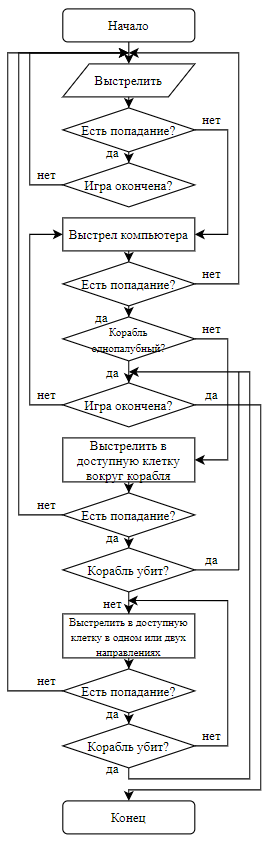 Начало
Выстрелить
Есть попадание?
нет
да
нет
Игра окончена?
Выстрел компьютера
Есть попадание?
нет
да
Корабль
однопалубный?
нет
да
нет
Игра окончена?
да
Выстрелить в
доступную клетку
вокруг корабля
нет
Есть попадание?
да
Корабль убит?
да
нет
Выстрелить в доступную
клетку в одном или двух
направлениях
нет
Есть попадание?
да
Корабль убит?
нет
да
Конец